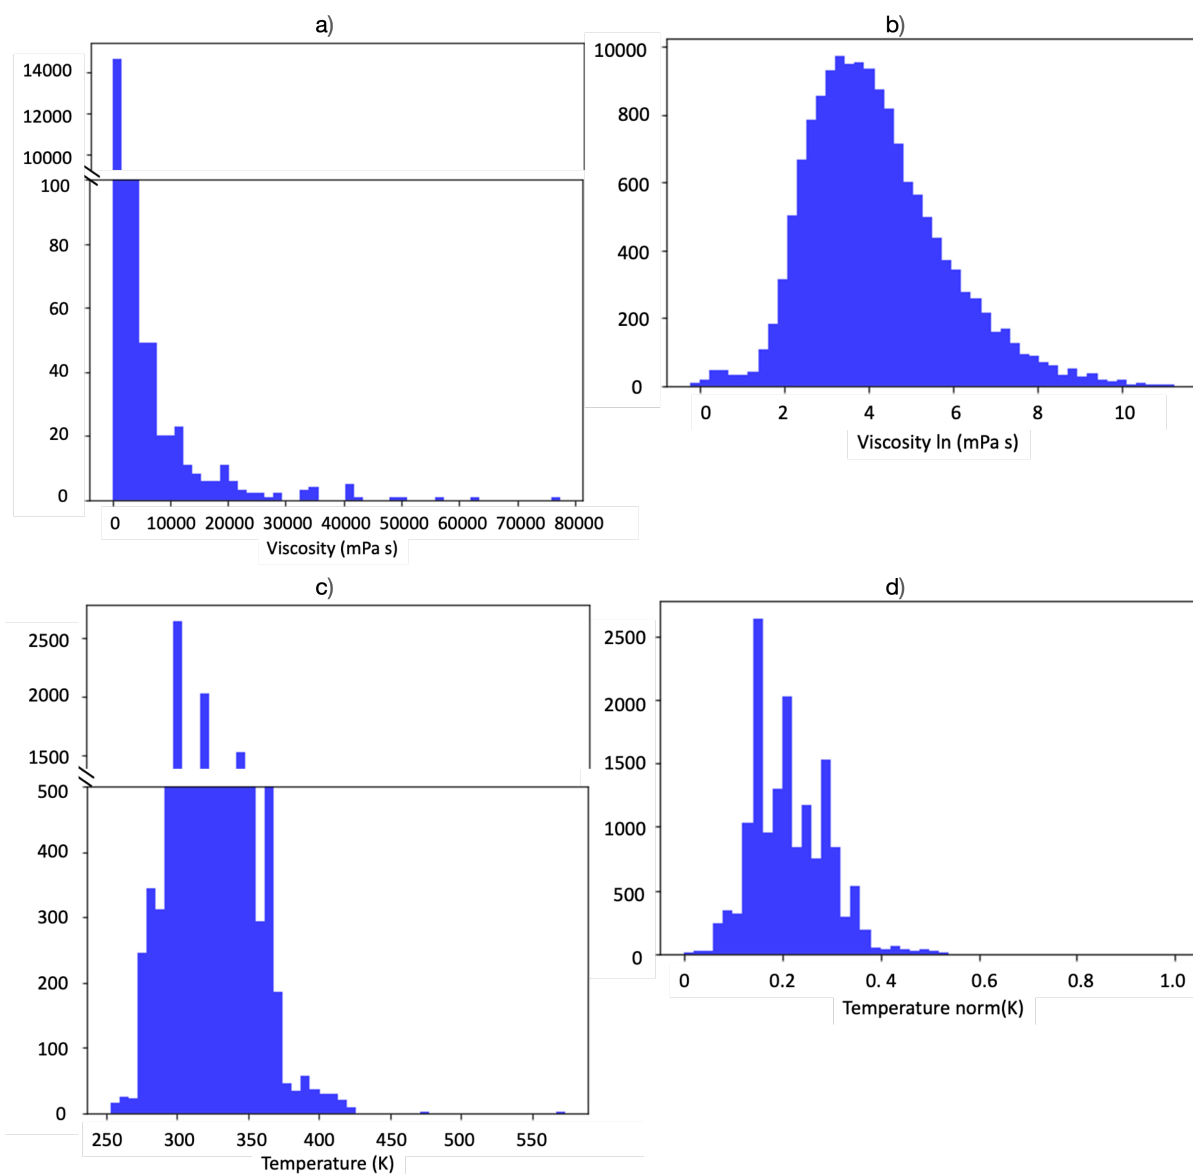 a)
14000
12000
10000
100
80
60
40
20
0
0 10000 20000 30000 40000 50000 60000 70000 80000
Viscosity (mPa s)
b)
10000
800
600
400
200
0
0 2 4 6 8 10
Viscosity ln (mPa s)
c)
2500
2000
1500
500
400
300
200
100
0
250 300 350 400 450 500 550
Temperature (K)
d)
2500
2000
1500
1000
500
0
0 0.2 0. 4 0.6 0.8 1.0
Temperature norm(K)